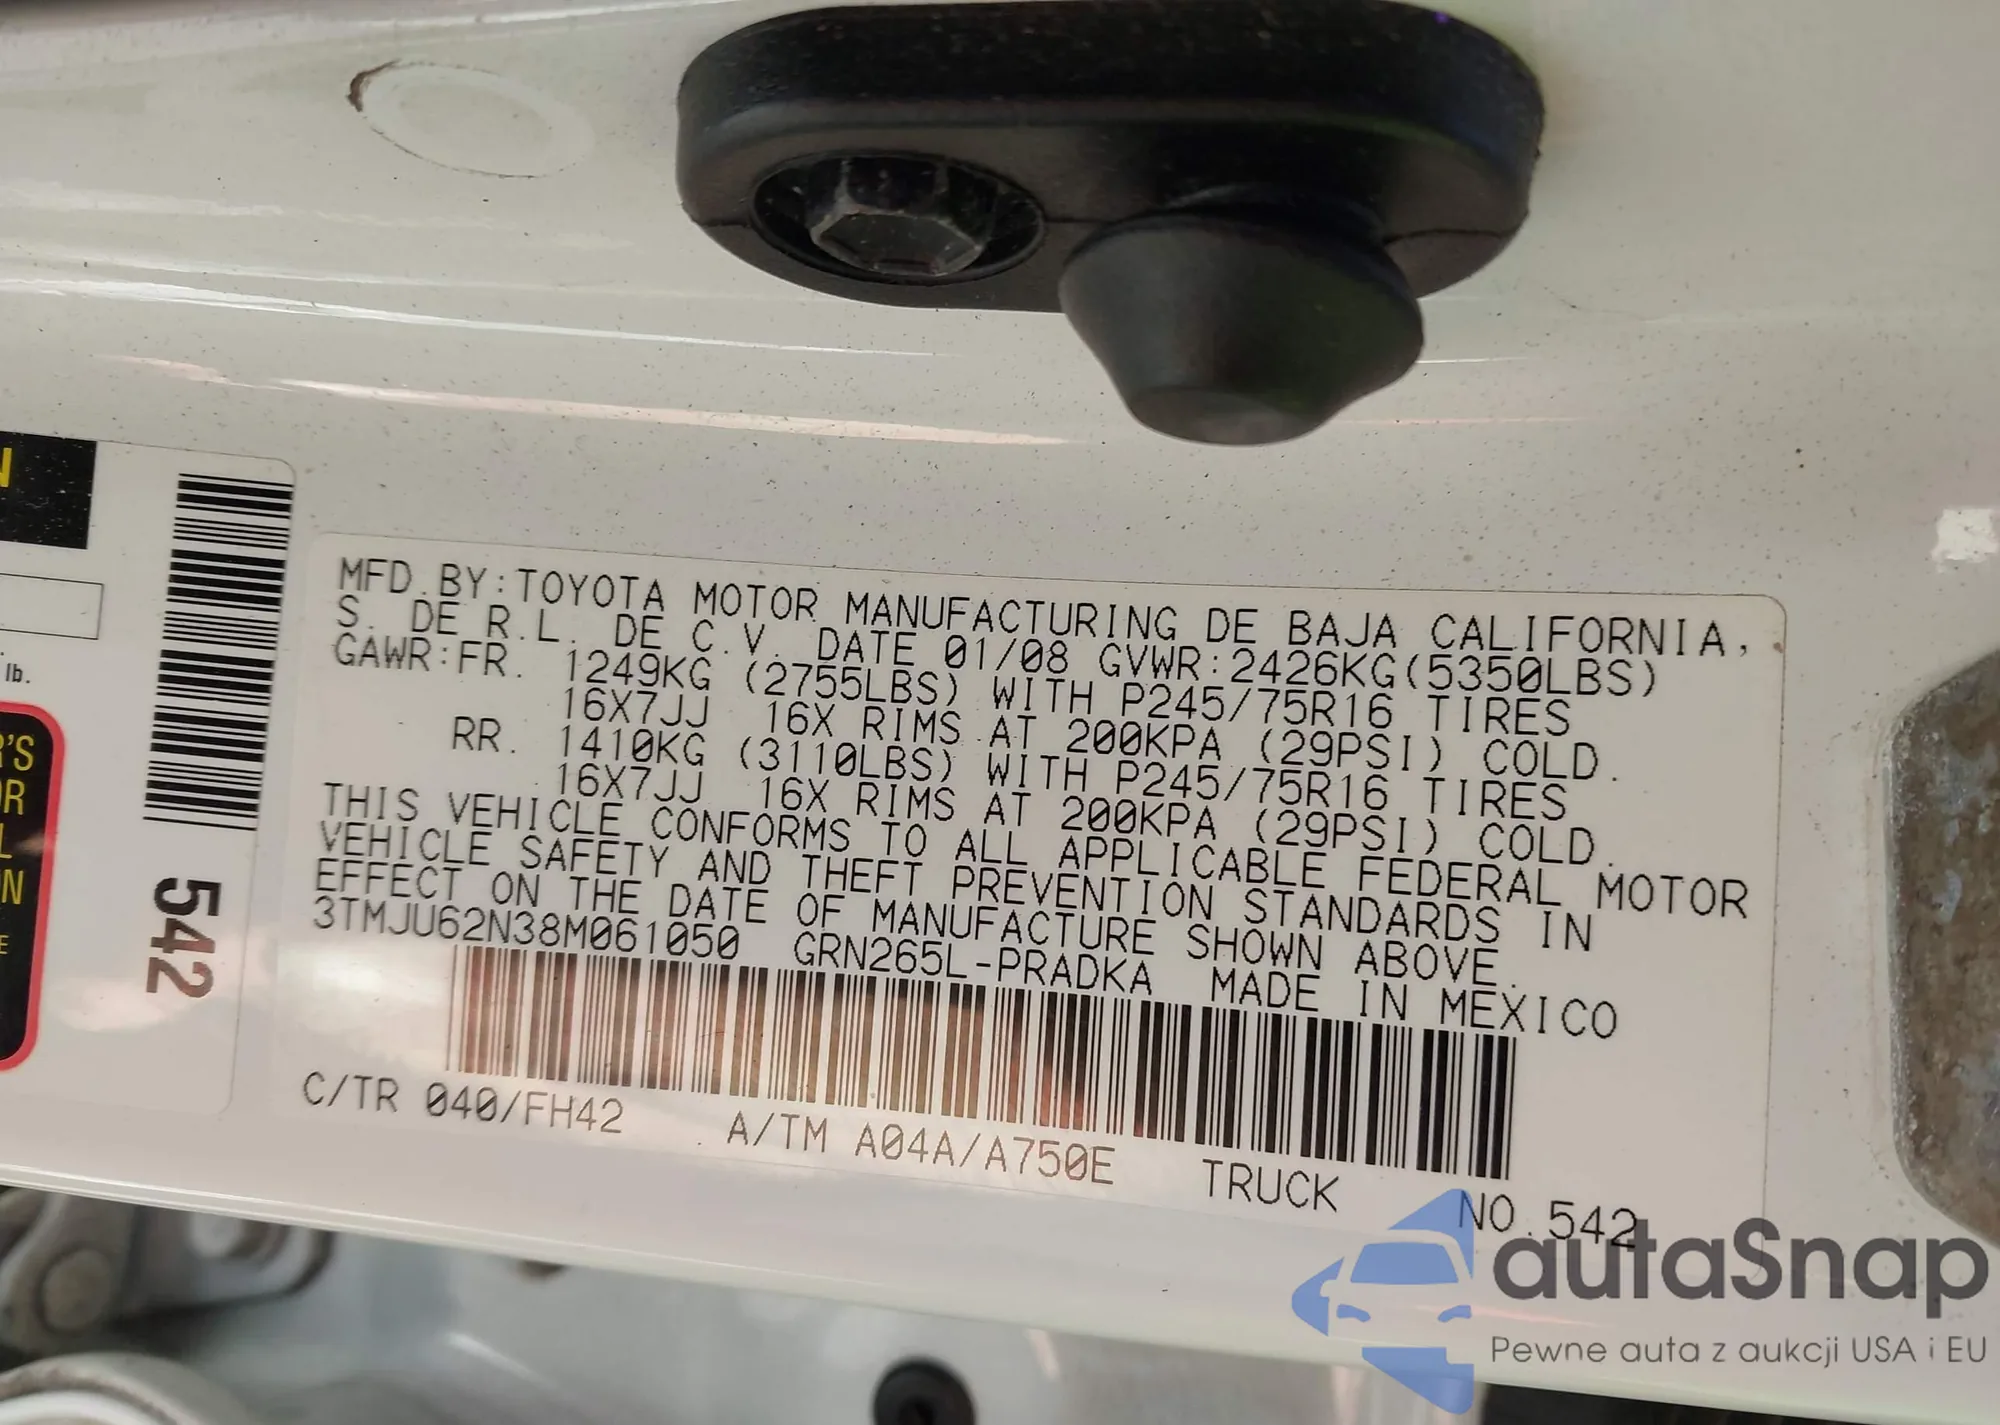 MFD.BY:TOYOTA MOTOR MANUFACTURING DE BAJA CALIFORNIA,
S. DE R.L. DE C.V. DATE 01/08 GVWR:2426KG(5350LBS)
GAWR:FR. 1249KG (2755LBS) WITH P245/75R16 TIRES
16X7JJ 16X RIMS AT 200KPA (29PSI) COLD.
RR. 1410KG (3110LBS) WITH P245/75R16 TIRES
16X7JJ 16X RIMS AT 200KPA (29PSI) COLD.
THIS VEHICLE CONFORMS TO ALL APPLICABLE FEDERAL MOTOR
VEHICLE SAFETY AND THEFT PREVENTION STANDARDS IN
EFFECT ON THE DATE OF MANUFACTURE SHOWN ABOVE.
3TMJU62N38M061050 GRN265L-PRADKA MADE IN MEXICO
C/TR 040/FH42 A/TM A04A/A750E TRUCK NO.542
542
lb.
autaSnap
Pewne auta z aukcji USA i EU